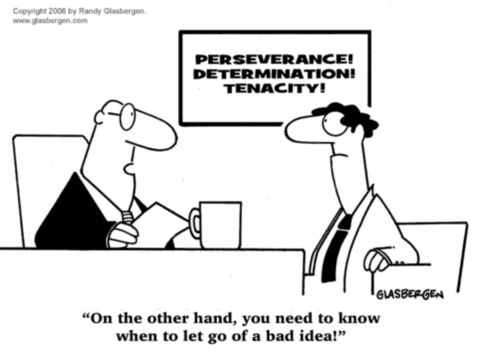 Copyright 2006 by Randy Glasbergen.
www.glasbergen.com
PERSEVERANCE!
DETERMINATION!
TENACITY!
GLASBERGEN
“On the other hand, you need to know
when to let go of a bad idea!”